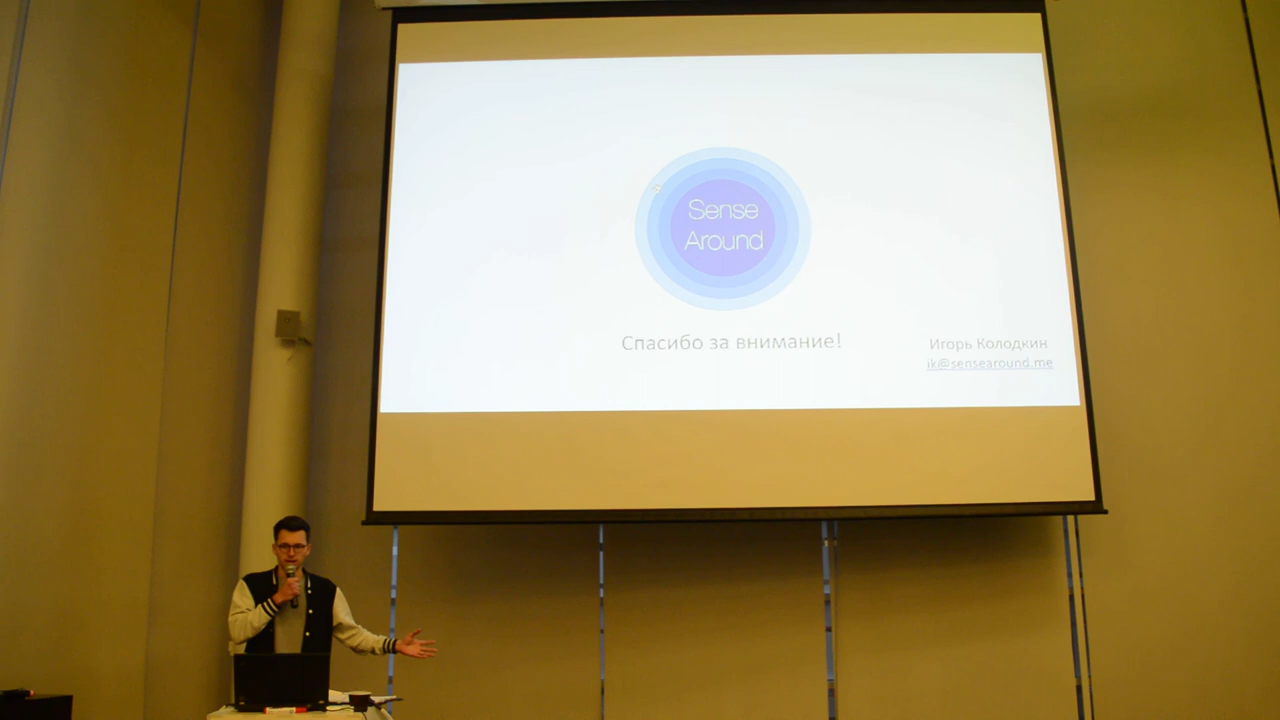 Sense
Around
Спасибо за внимание!
Игорь Колодкин
ik@sensearound.me